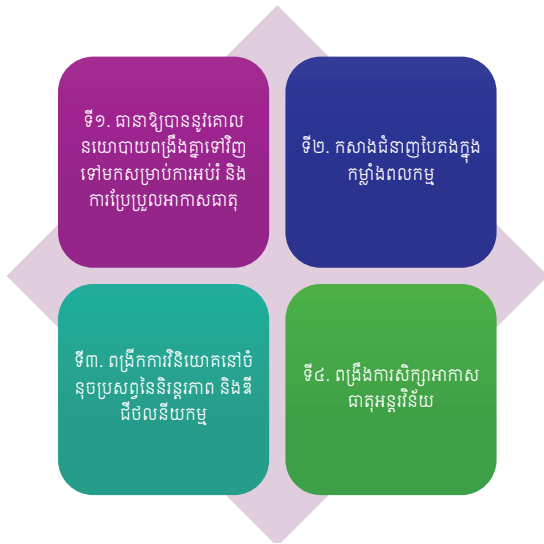 ទី១. ធានាឱ្យបាននូវគោល
នយោបាយពង្រឹងគ្នាទៅវិញ
ទៅមកសម្រាប់ការអប់រំ និង
ការប្រែប្រួលអាកាសធាតុ
ទី២. កសាងជំនាញបៃតងក្នុង
កម្លាំងពលកម្ម
ទី៣. ពង្រីកការវិនិយោគនៅចំ
នុចប្រសព្វនៃនិរន្តរភាព និងឌី
ជីថលនីយកម្ម
ទី៤. ពង្រឹងការសិក្សាអាកាស
ធាតុអន្តរវិន័យ